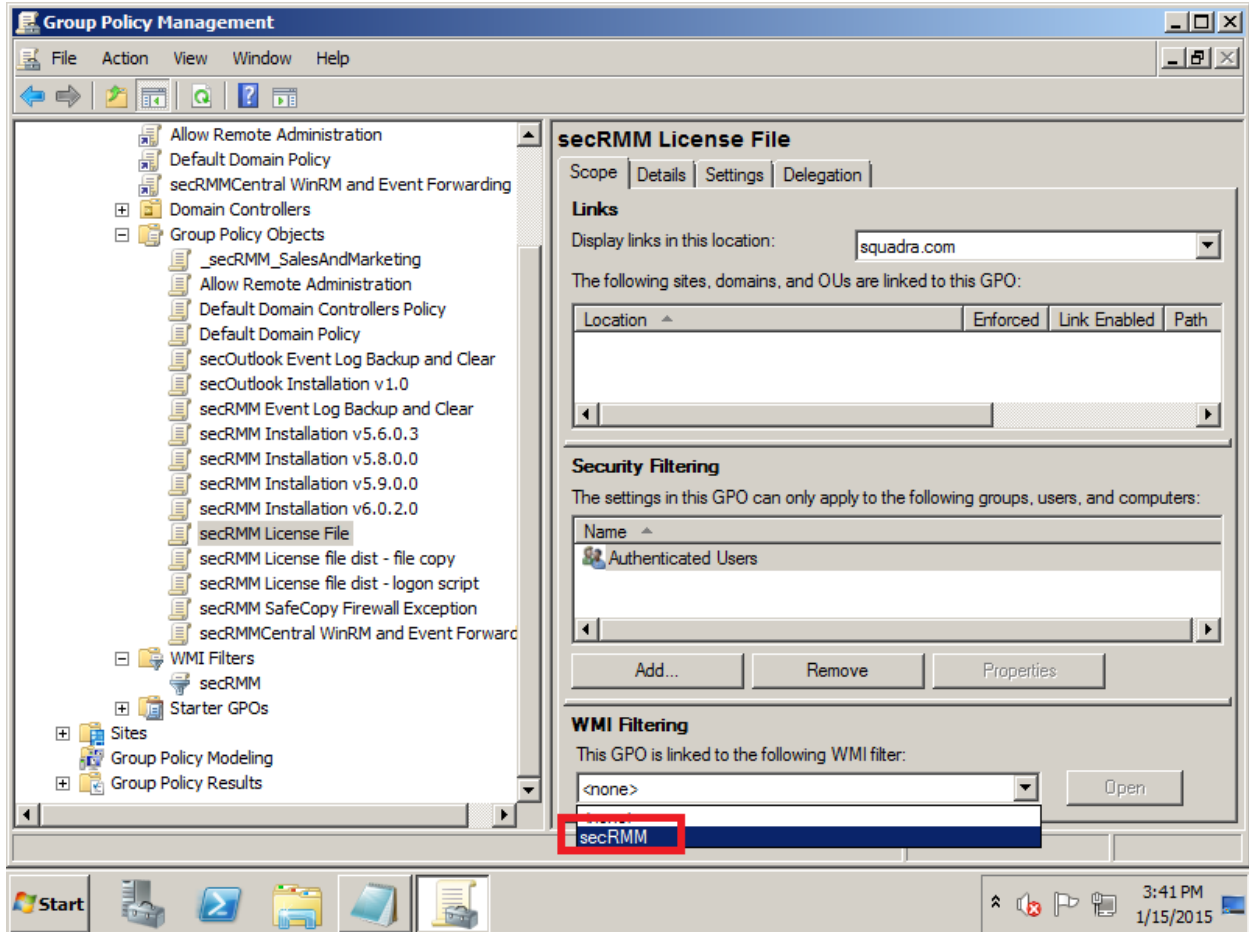 Group Policy Management
File Action View Window Help
Allow Remote Administration
Default Domain Policy
secRMMCentral WinRM and Event Forwarding
Domain Controllers
Group Policy Objects
_secRMM_SalesAndMarketing
Allow Remote Administration
Default Domain Controllers Policy
Default Domain Policy
secOutlook Event Log Backup and Clear
secOutlook Installation v1.0
secRMM Event Log Backup and Clear
secRMM Installation v5.6.0.3
secRMM Installation v5.8.0.0
secRMM Installation v5.9.0.0
secRMM Installation v6.0.2.0
secRMM License File
secRMM License file dist - file copy
secRMM License file dist - logon script
secRMM SafeCopy Firewall Exception
secRMMCentral WinRM and Event Forward
WMI Filters
secRMM
Starter GPOs
Sites
Group Policy Modeling
Group Policy Results
secRMM License File
Scope Details Settings Delegation
Links
Display links in this location: squadra.com
The following sites, domains, and OUs are linked to this GPO:
Location Enforced Link Enabled Path
Security Filtering
The settings in this GPO can only apply to the following groups, users, and computers:
Name
Authenticated Users
Add... Remove Properties
WMI Filtering
This GPO is linked to the following WMI filter:
<none> Open
<none>
secRMM
Start
3:41 PM
1/15/2015